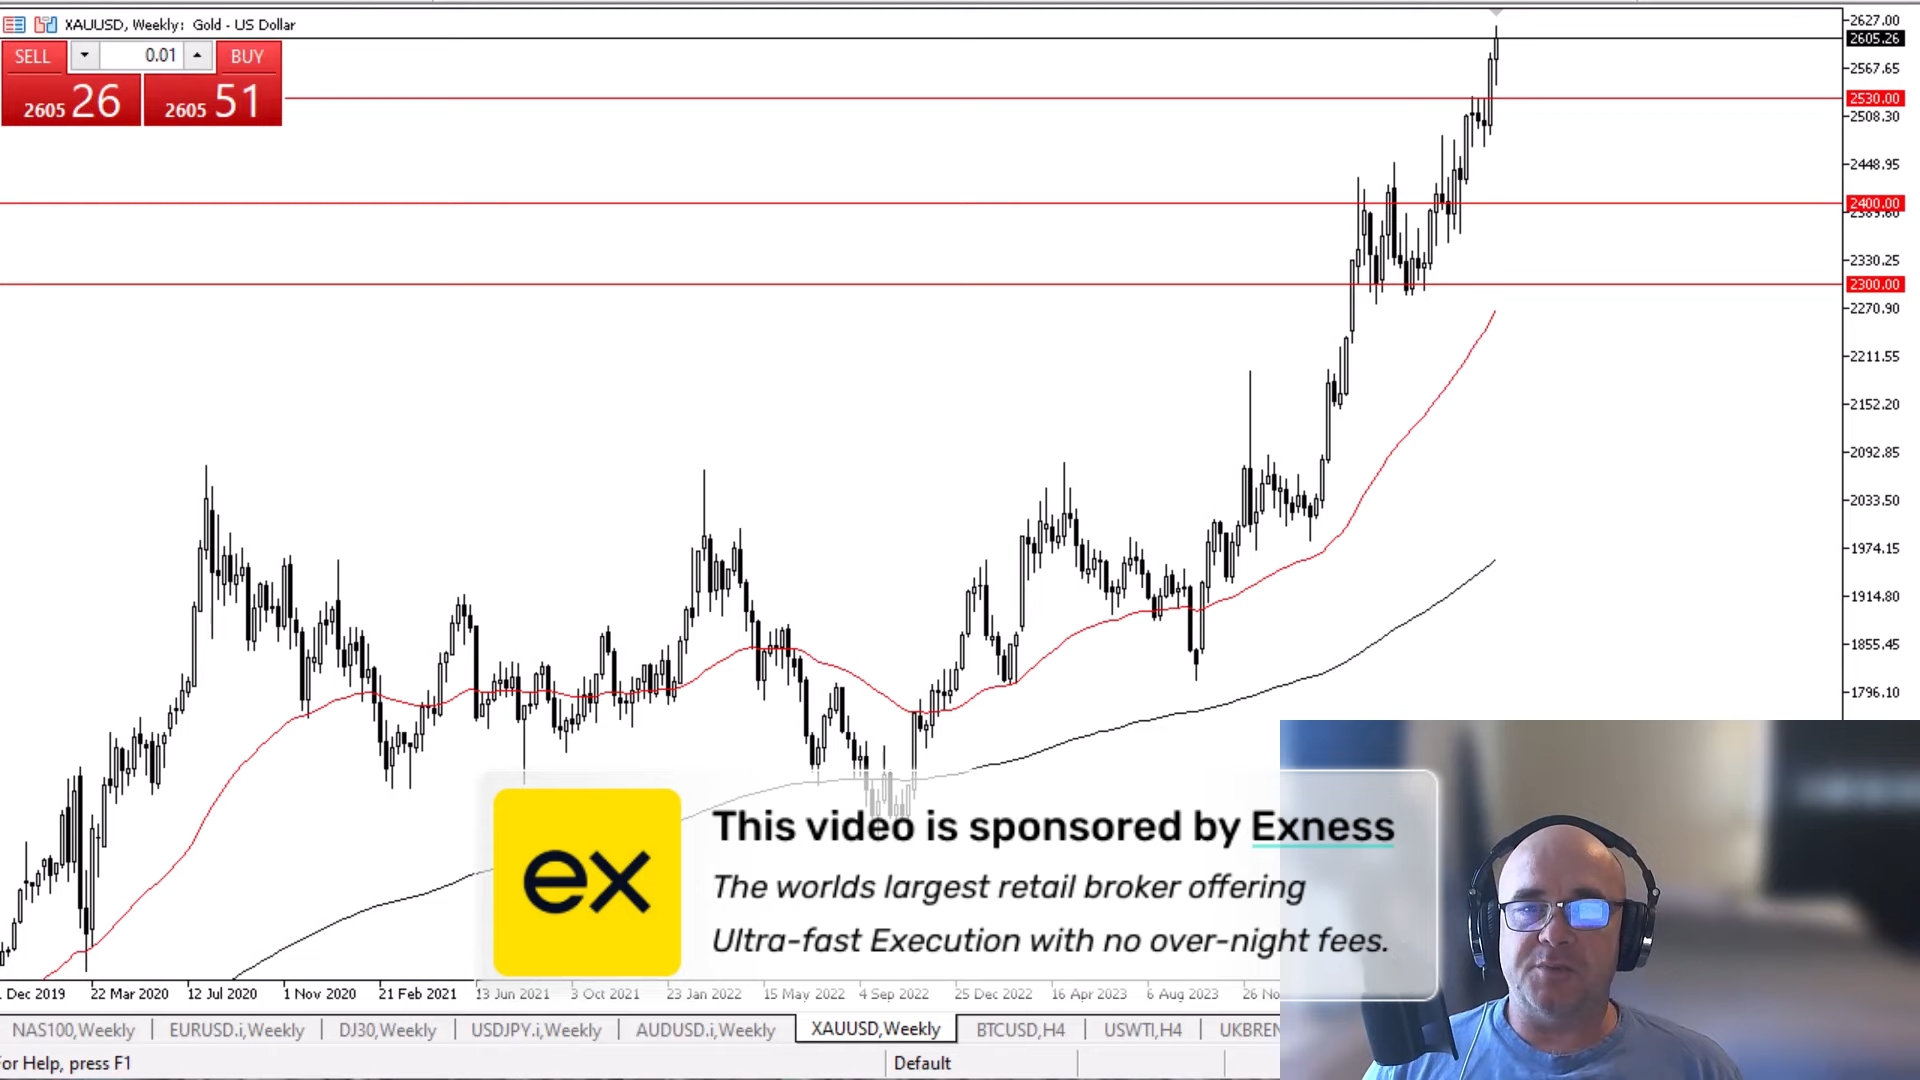 XAUUSD, Weekly: Gold - US Dollar
SELL 0.01 BUY
2605 26 2605 51
2627.00
2605.26
2567.65
2530.00
2508.30
2448.95
2400.00
2330.25
2300.00
2270.90
2211.55
2152.20
2092.85
2033.50
1974.15
1914.80
1855.45
1796.10
ex
This video is sponsored by Exness
The worlds largest retail broker offering
Ultra-fast Execution with no over-night fees.
Dec 2019 22 Mar 2020 12 Jul 2020 1 Nov 2020 21 Feb 2021 13 Jun 2021 3 Oct 2021 23 Jan 2022 15 May 2022 4 Sep 2022 25 Dec 2022 16 Apr 2023 6 Aug 2023 26 No
NAS100,Weekly EURUSD.i,Weekly DJ30,Weekly USDJPY.i,Weekly AUDUSD.i,Weekly XAUUSD,Weekly BTCUSD,H4 USWTI,H4 UKBREN
For Help, press F1 Default